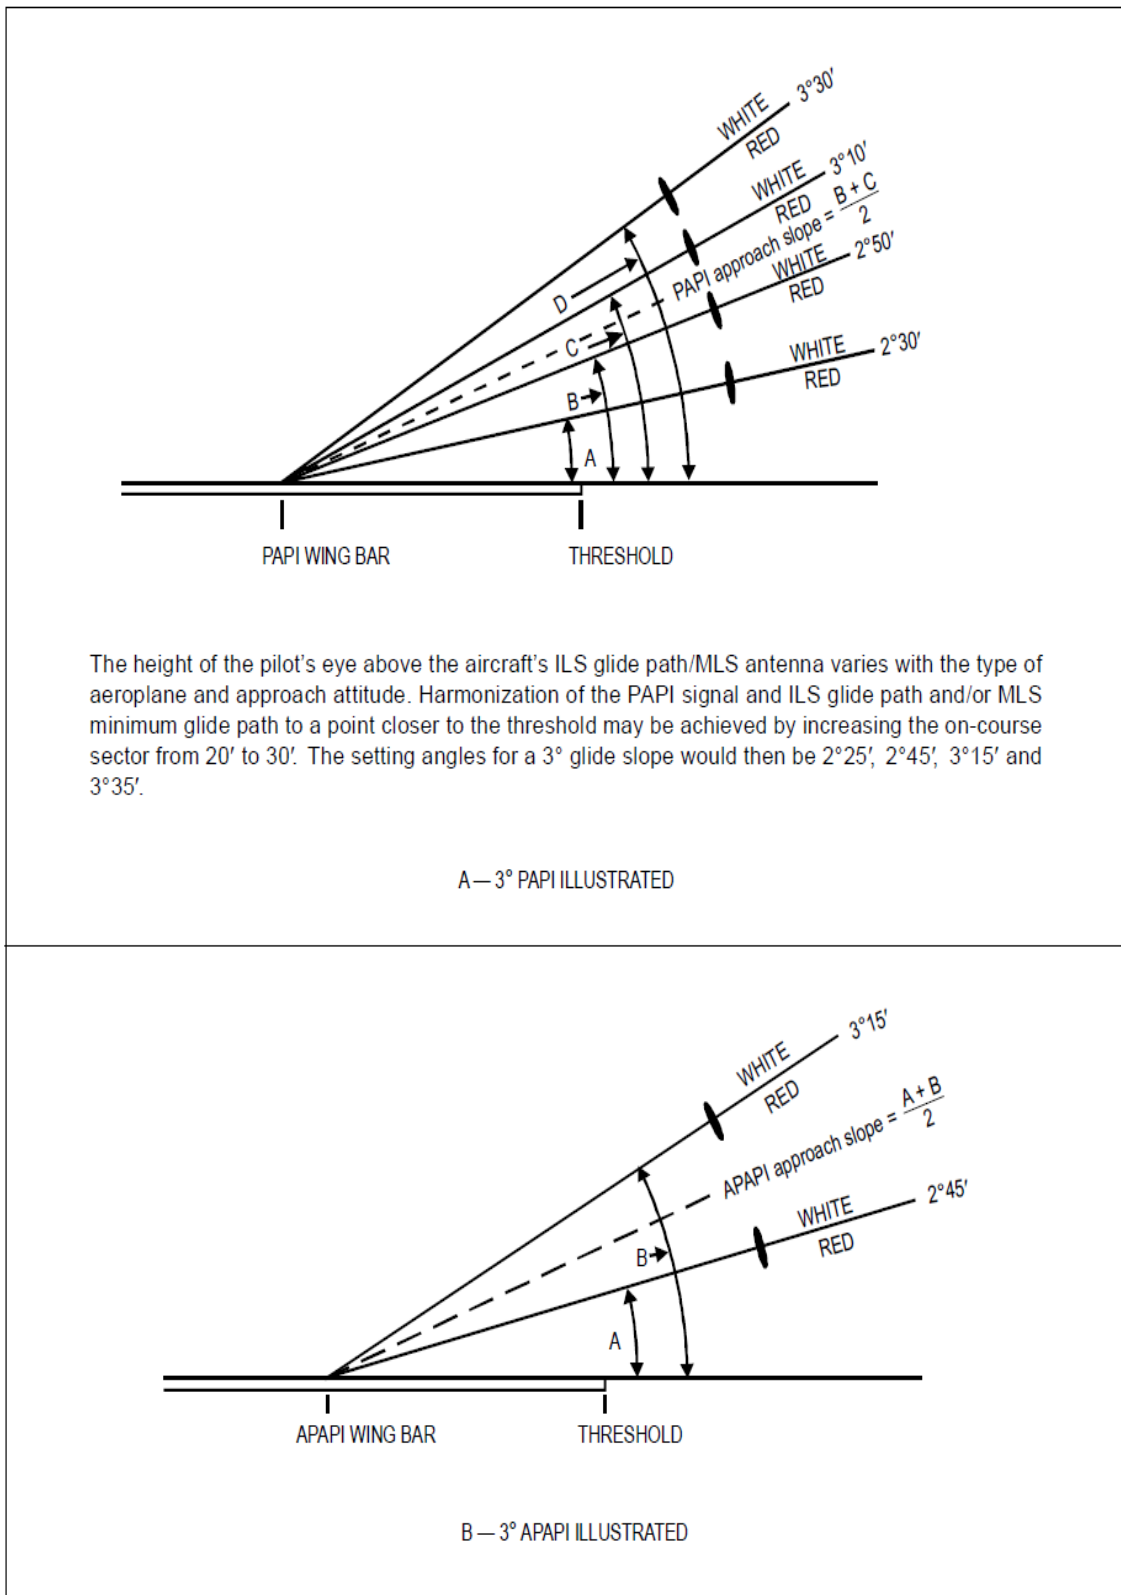 WHITE 3°30′
RED
WHITE 3°10′
RED
PAPI approach slope = B + C
2
WHITE 2°50′
RED
WHITE 2°30′
RED
D
C
B
A
PAPI WING BAR
THRESHOLD
The height of the pilot's eye above the aircraft's ILS glide path/MLS antenna varies with the type of
aeroplane and approach attitude. Harmonization of the PAPI signal and ILS glide path and/or MLS
minimum glide path to a point closer to the threshold may be achieved by increasing the on-course
sector from 20′ to 30′. The setting angles for a 3° glide slope would then be 2°25′, 2°45′, 3°15′ and
3°35′.
A — 3° PAPI ILLUSTRATED
WHITE 3°15′
RED
APAPI approach slope = A + B
2
WHITE 2°45′
RED
B
A
APAPI WING BAR
THRESHOLD
B — 3° APAPI ILLUSTRATED